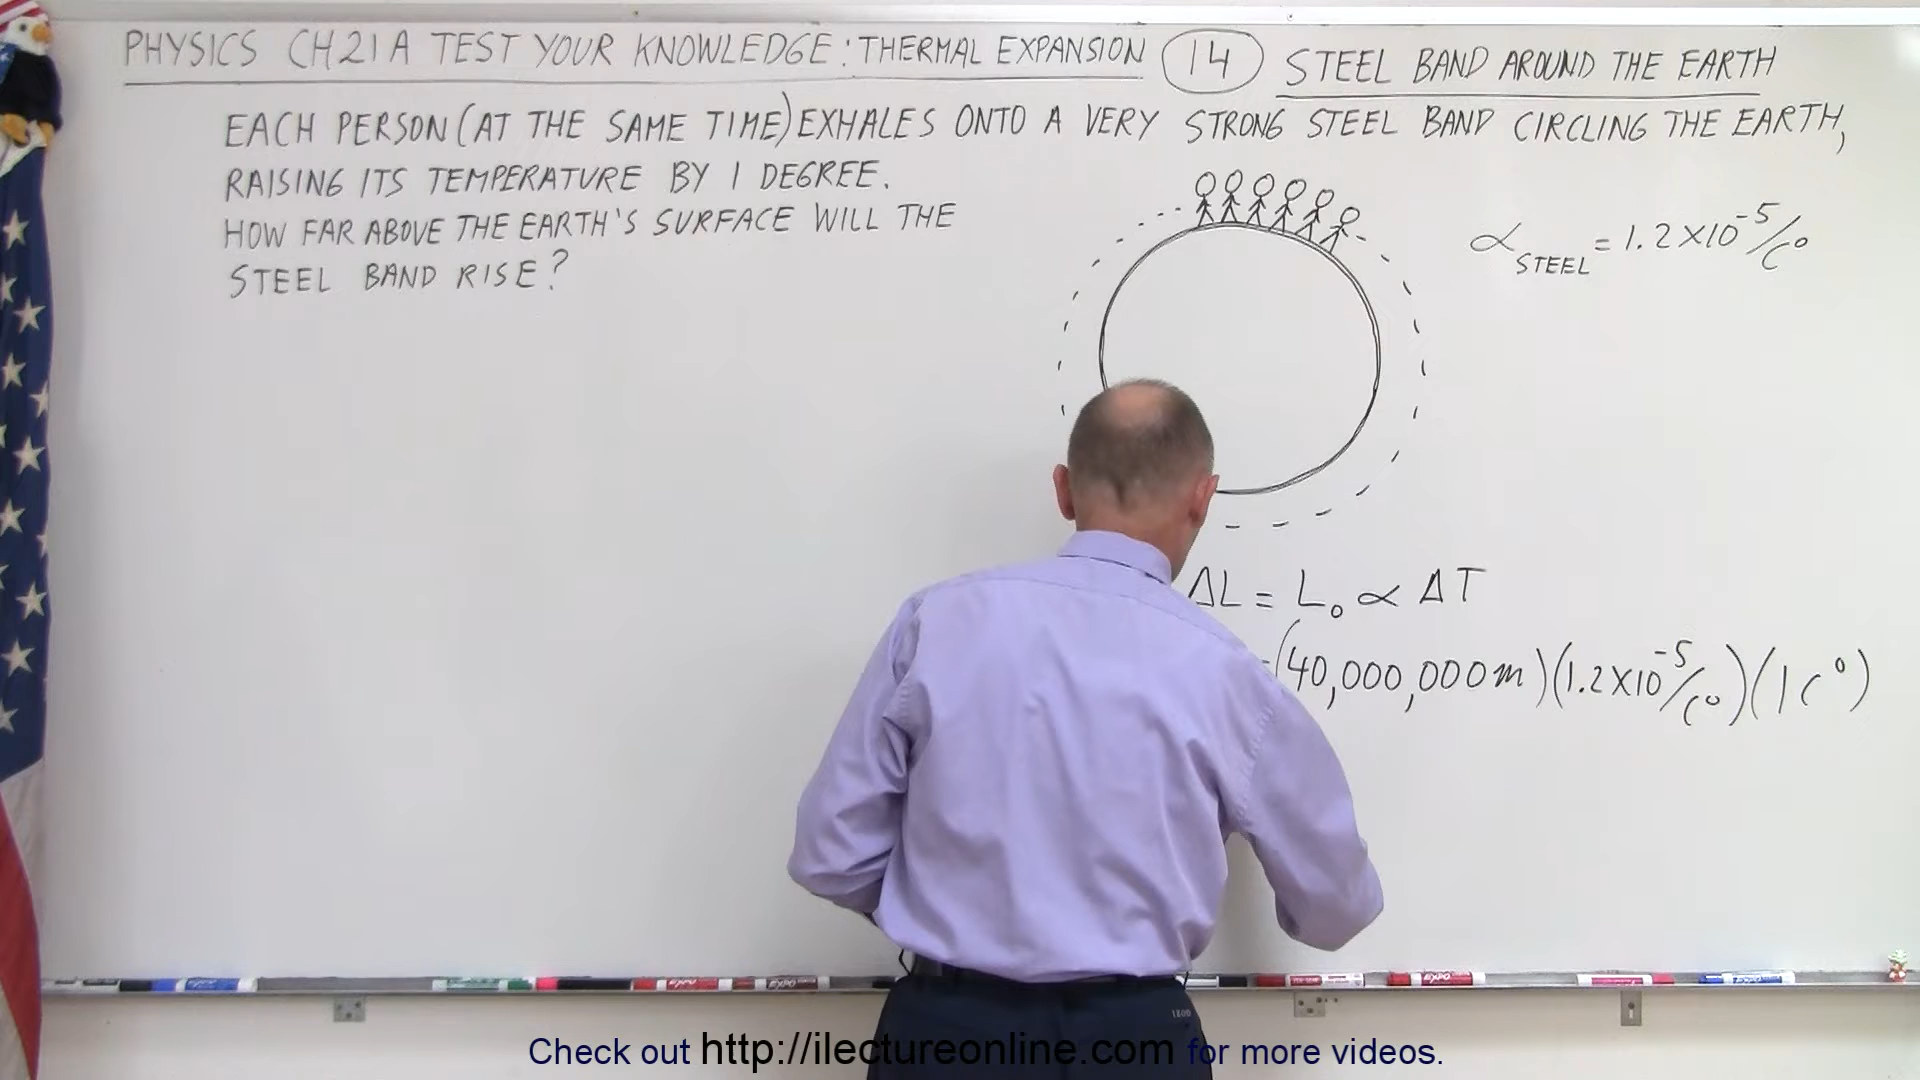 PHYSICS CH21A TEST YOUR KNOWLEDGE: THERMAL EXPANSION 14 STEEL BAND AROUND THE EARTH
EACH PERSON (AT THE SAME TIME) EXHALES ONTO A VERY STRONG STEEL BAND CIRCLING THE EARTH,
RAISING ITS TEMPERATURE BY 1 DEGREE.
HOW FAR ABOVE THE EARTH'S SURFACE WILL THE
STEEL BAND RISE?
∝STEEL = 1.2×10⁻⁵/C°
ΔL = L₀ ∝ ΔT
=(40,000,000m)(1.2×10⁻⁵/C°)(1C°)
Check out http://ilectureonline.com for more videos.